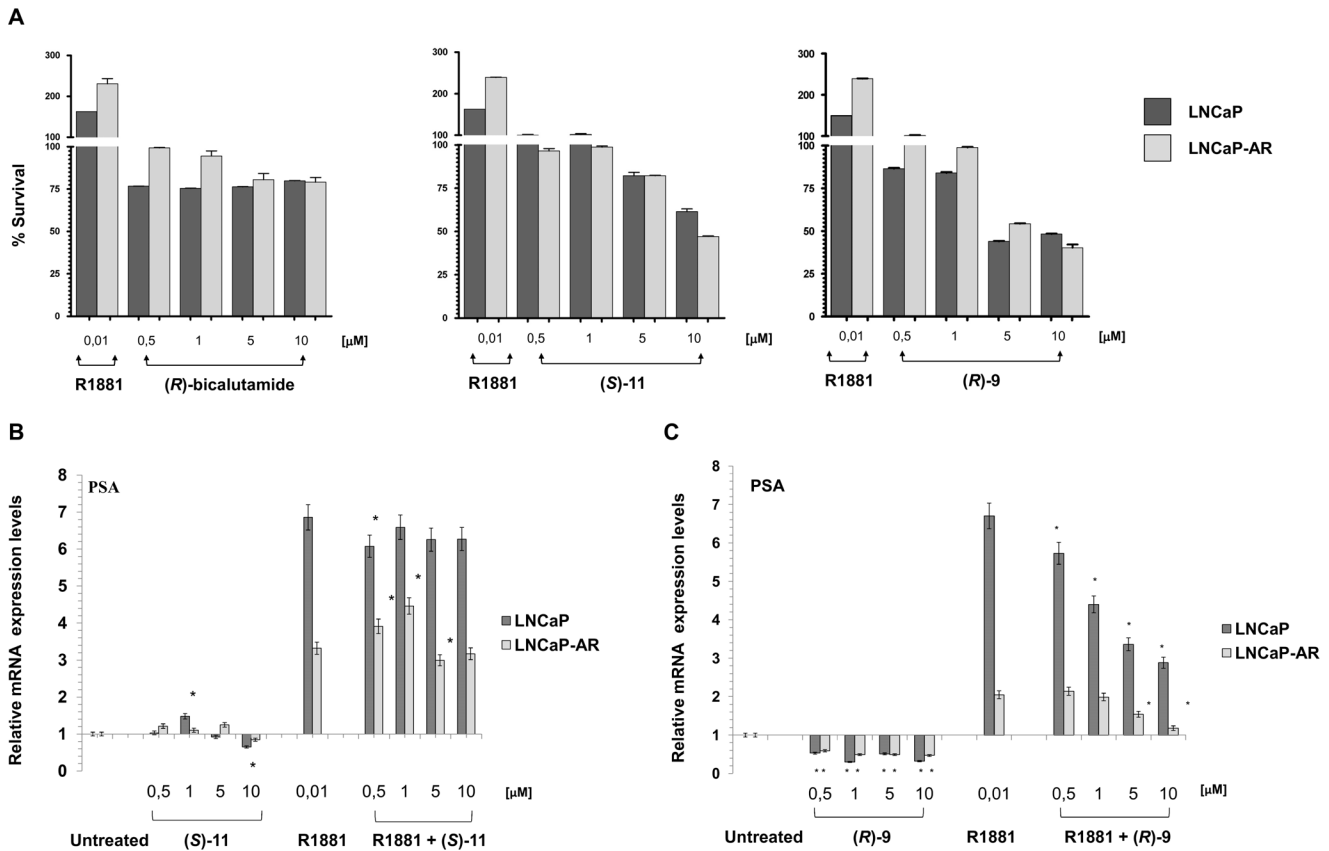 A
300
200
100
100
75
50
25
0
% Survival
0,01 0,5 1 5 10 [µM]
R1881 (R)-bicalutamide
300
200
100
100
75
50
25
0
0,01 0,5 1 5 10 [µM]
R1881 (S)-11
300
200
100
100
75
50
25
0
0,01 0,5 1 5 10 [µM]
R1881 (R)-9
LNCaP
LNCaP-AR
B
Relative mRNA expression levels
PSA
8
7
6
5
4
3
2
1
0
* * * * * *
LNCaP
LNCaP-AR
0,5 1 5 10 0,01 0,5 1 5 10 [µM]
Untreated (S)-11 R1881 R1881 + (S)-11
C
Relative mRNA expression levels
PSA
8
7
6
5
4
3
2
1
0
* * * * * *
* * * * * * * *
LNCaP
LNCaP-AR
0,5 1 5 10 0,01 0,5 1 5 10 [µM]
Untreated (R)-9 R1881 R1881 + (R)-9